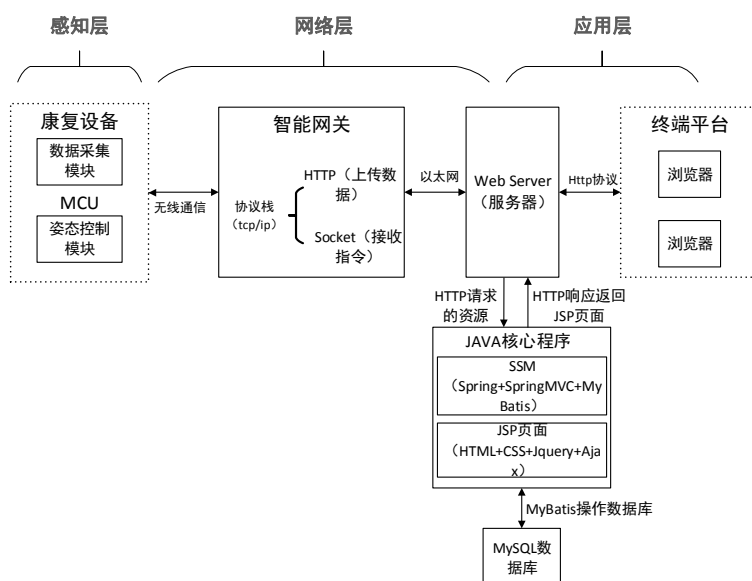 感知层
网络层
应用层
康复设备
数据采集
模块
MCU
姿态控制
模块
无线通信
智能网关
协议栈
（tcp/ip）
HTTP（上传数
据）
Socket（接收
指令）
以太网
Web Server
（服务器）
Http协议
终端平台
浏览器
浏览器
HTTP请求
的资源
HTTP响应返回
JSP页面
JAVA核心程序
SSM
（Spring+SpringMVC+My
Batis）
JSP页面
（HTML+CSS+Jquery+Aja
x）
MyBatis操作数据库
MySQL数
据库